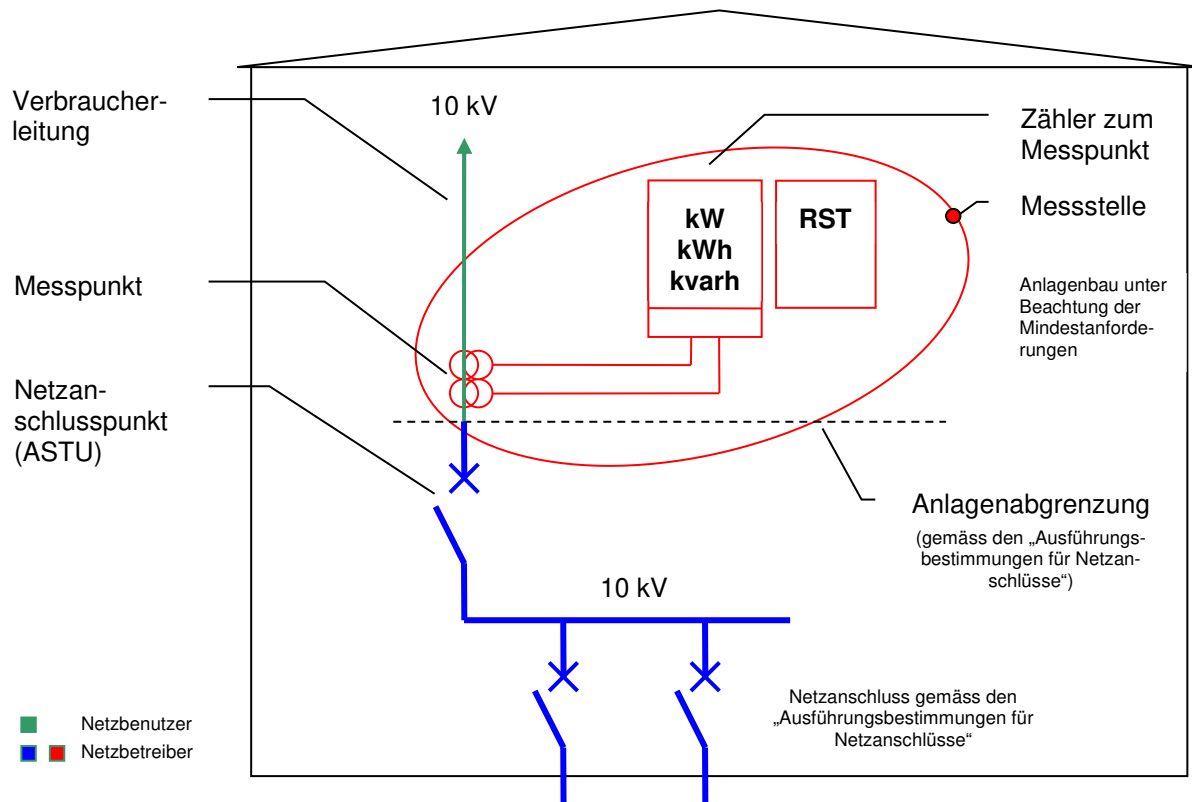 Verbraucher-
leitung
10 kV
Zähler zum
Messpunkt
kW
kWh
kvarh
RST
Messstelle
Messpunkt
Anlagenbau unter
Beachtung der
Mindestanforde-
rungen
Netzan-
schlusspunkt
(ASTU)
Anlagenabgrenzung
(gemäss den „Ausführungs-
bestimmungen für Netzan-
schlüsse“)
10 kV
Netzanschluss gemäss den
„Ausführungsbestimmungen für
Netzanschlüsse“
Netzbenutzer
Netzbetreiber